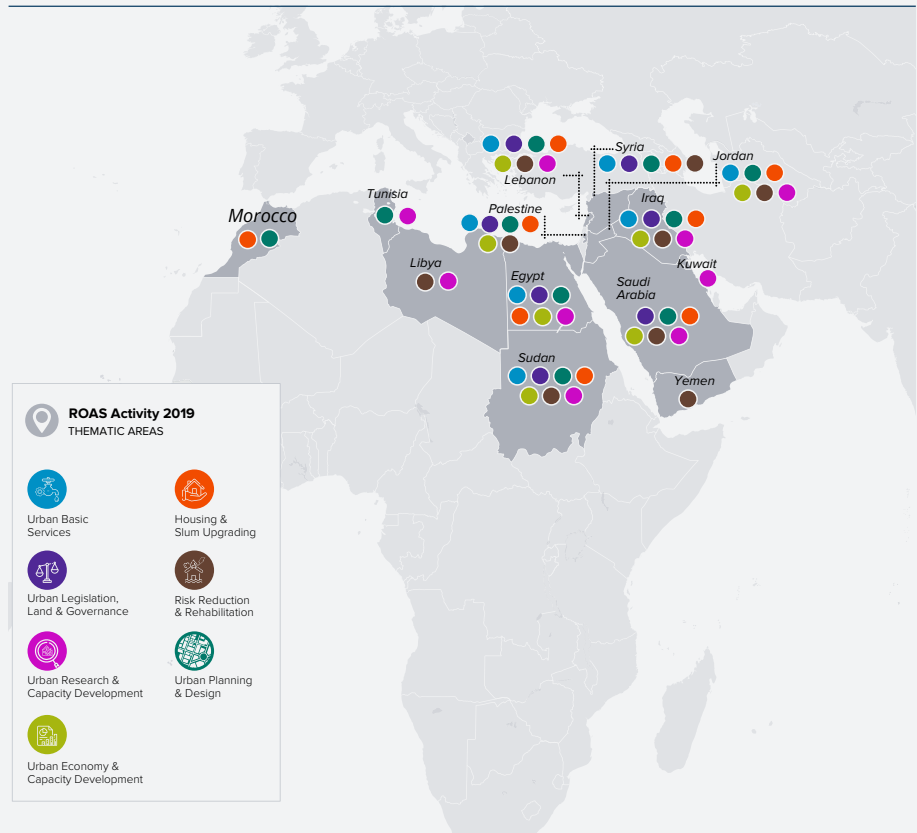 Syria
Jordan
Lebanon
Tunisia
Iraq
Palestine
Morocco
Libya
Kuwait
Egypt
Saudi
Arabia
Sudan
Yemen
ROAS Activity 2019
THEMATIC AREAS
Urban Basic
Services
Housing &
Slum Upgrading
Urban Legislation,
Land & Governance
Risk Reduction
& Rehabilitation
Urban Research &
Capacity Development
Urban Planning
& Design
Urban Economy &
Capacity Development